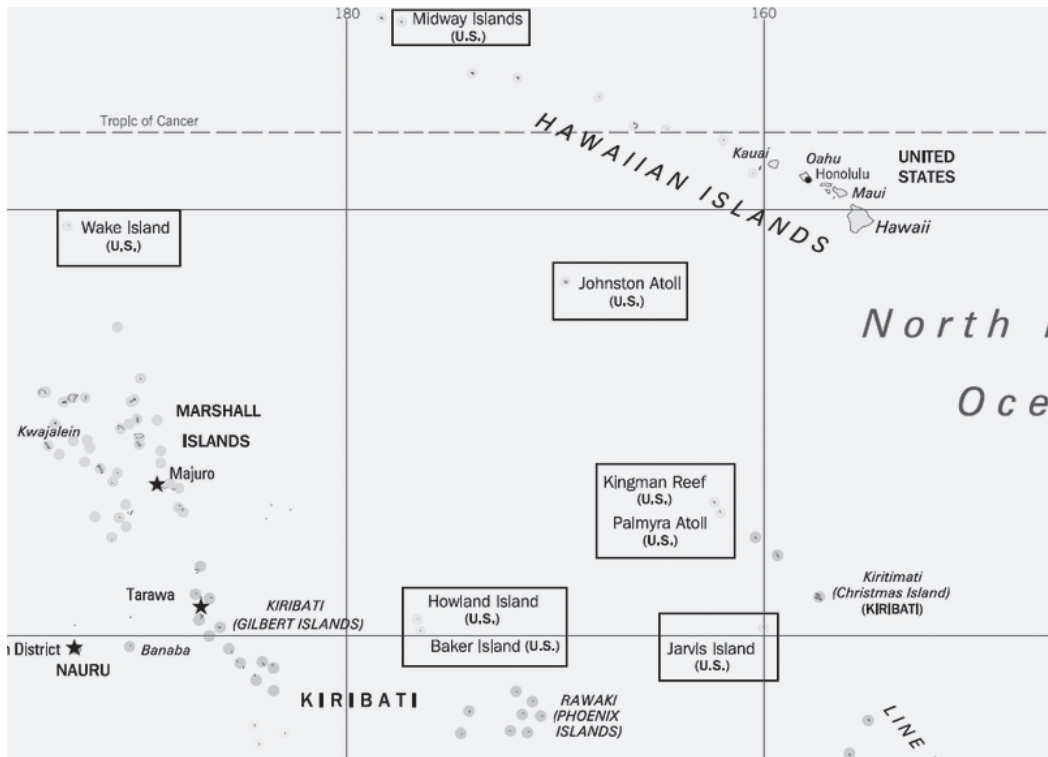 180
160
Midway Islands
(U.S.)
Tropic of Cancer
HAWAIIAN ISLANDS
Kauai
Oahu
Honolulu
Maui
Hawaii
UNITED
STATES
Wake Island
(U.S.)
Johnston Atoll
(U.S.)
North
Oce
MARSHALL
ISLANDS
Kwajalein
Majuro
Kingman Reef
(U.S.)
Palmyra Atoll
(U.S.)
Tarawa
KIRIBATI
(GILBERT ISLANDS)
Howland Island
(U.S.)
Baker Island (U.S.)
Kiritimati
(Christmas Island)
(KIRIBATI)
Jarvis Island
(U.S.)
n District
NAURU
Banaba
KIRIBATI
RAWAKI
(PHOENIX
ISLANDS)
LINE